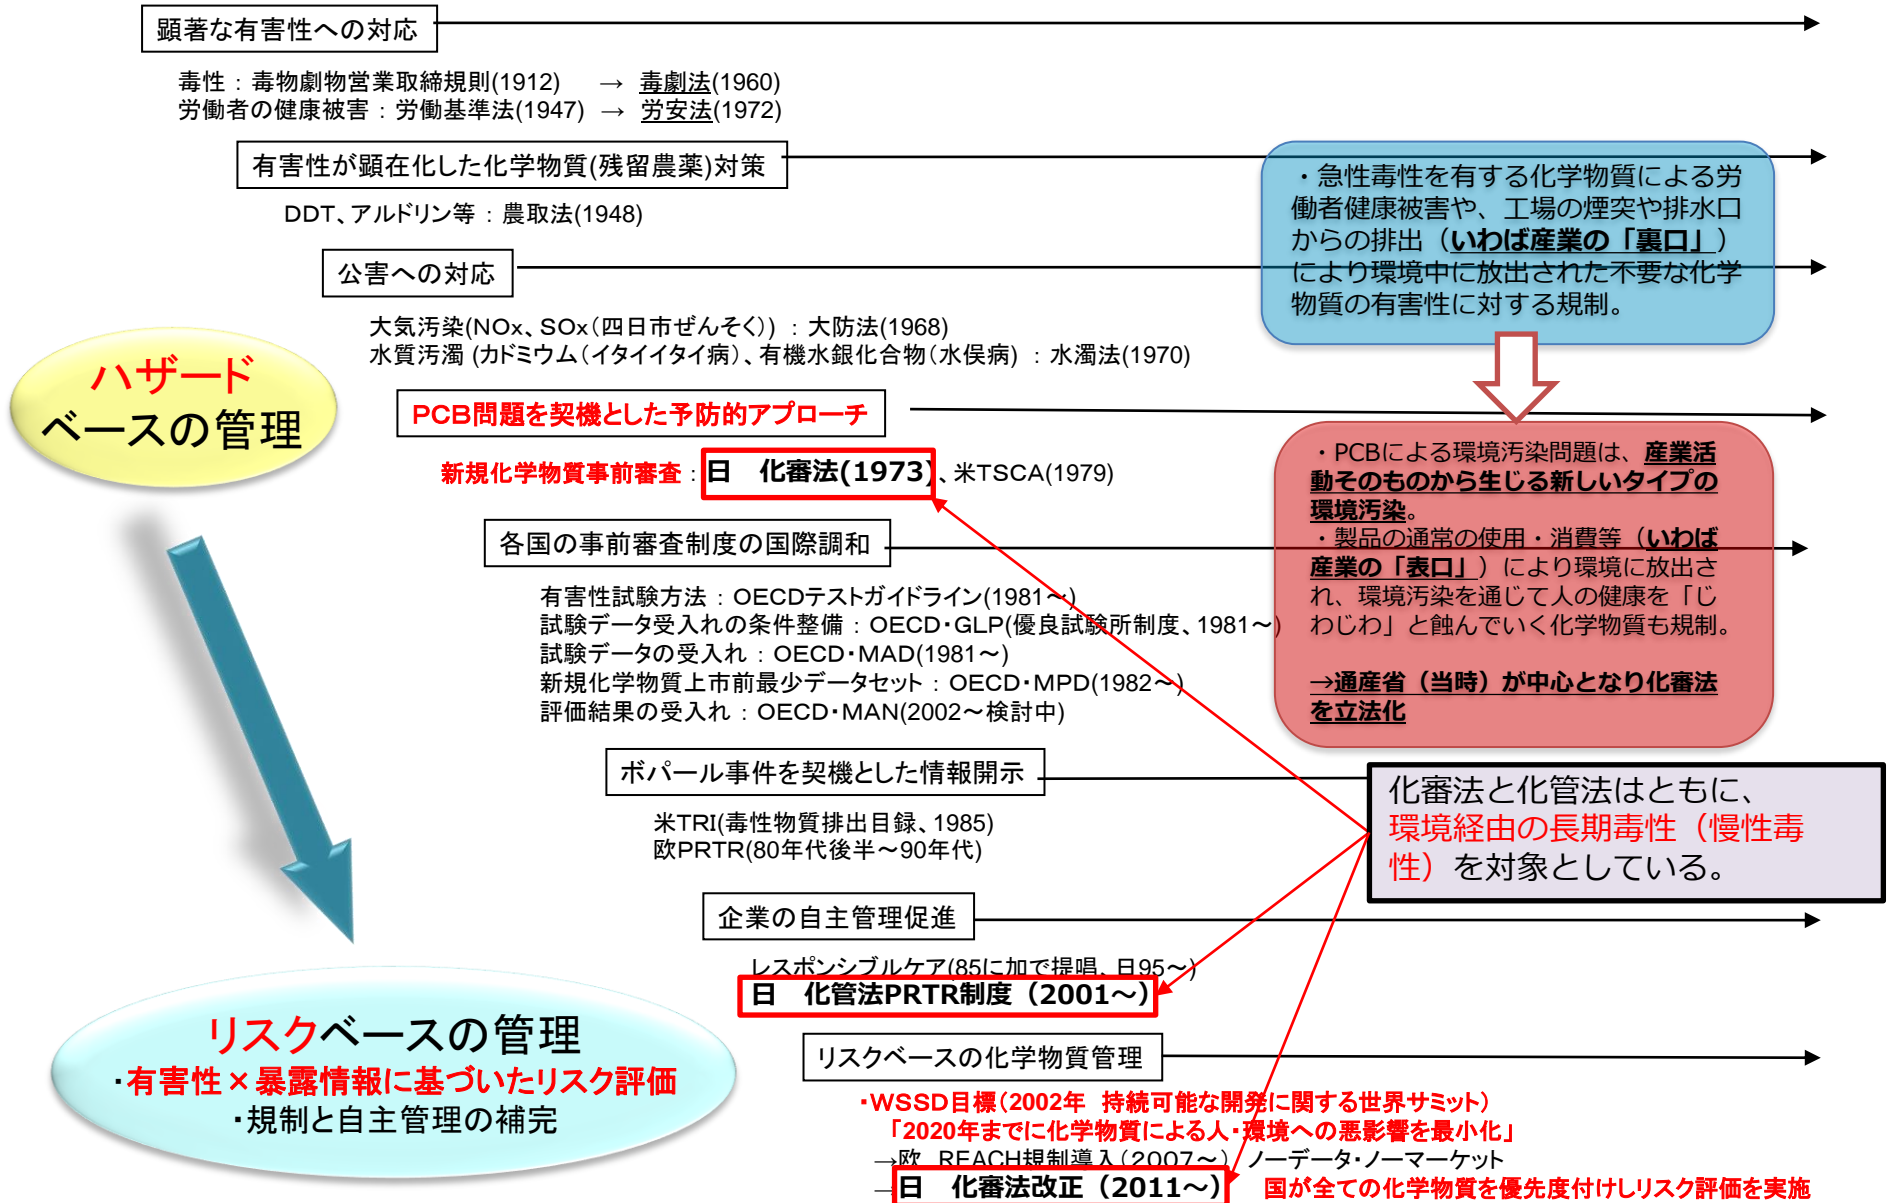 顕著な有害性への対応
毒性：毒物劇物営業取締規則(1912)　→ 毒劇法(1960)
労働者の健康被害：労働基準法(1947) → 労安法(1972)
有害性が顕在化した化学物質(残留農薬)対策
DDT、アルドリン等：農取法(1948)
公害への対応
大気汚染(NOx、SOx(四日市ぜんそく))：大防法(1968)
水質汚濁 (カドミウム(イタイイタイ病)、有機水銀化合物(水俣病)：水濁法(1970)
・急性毒性を有する化学物質による労
働者健康被害や、工場の煙突や排水口
からの排出（いわば産業の「裏口」）
により環境中に放出された不要な化学
物質の有害性に対する規制。
ハザード
ベースの管理
PCB問題を契機とした予防的アプローチ
新規化学物質事前審査：日　化審法(1973)、米TSCA(1979)
・PCBによる環境汚染問題は、産業活
動そのものから生じる新しいタイプの
環境汚染。
・製品の通常の使用・消費等（いわば
産業の「表口」）により環境に放出さ
れ、環境汚染を通じて人の健康を「じ
わじわ」と蝕んでいく化学物質も規制。
→通産省（当時）が中心となり化審法
を立法化
各国の事前審査制度の国際調和
有害性試験方法：OECDテストガイドライン(1981～)
試験データ受入れの条件整備：OECD・GLP(優良試験所制度、1981～)
試験データの受入れ：OECD・MAD(1981～)
新規化学物質上市前最少データセット：OECD・MPD(1982～)
評価結果の受入れ：OECD・MAN(2002～検討中)
ボパール事件を契機とした情報開示
米TRI(毒性物質排出目録、1985)
欧PRTR(80年代後半～90年代)
化審法と化管法はともに、
環境経由の長期毒性（慢性毒
性）を対象としている。
企業の自主管理促進
レスポンシブルケア(85に加で提唱、日95～)
日　化管法PRTR制度（2001～）
リスクベースの管理
・有害性×暴露情報に基づいたリスク評価
・規制と自主管理の補完
リスクベースの化学物質管理
・WSSD目標(2002年　持続可能な開発に関する世界サミット)
「2020年までに化学物質による人・環境への悪影響を最小化」
→欧　REACH規制導入(2007～)　ノーデータ・ノーマーケット
→日　化審法改正（2011～）　国が全ての化学物質を優先度付けしリスク評価を実施